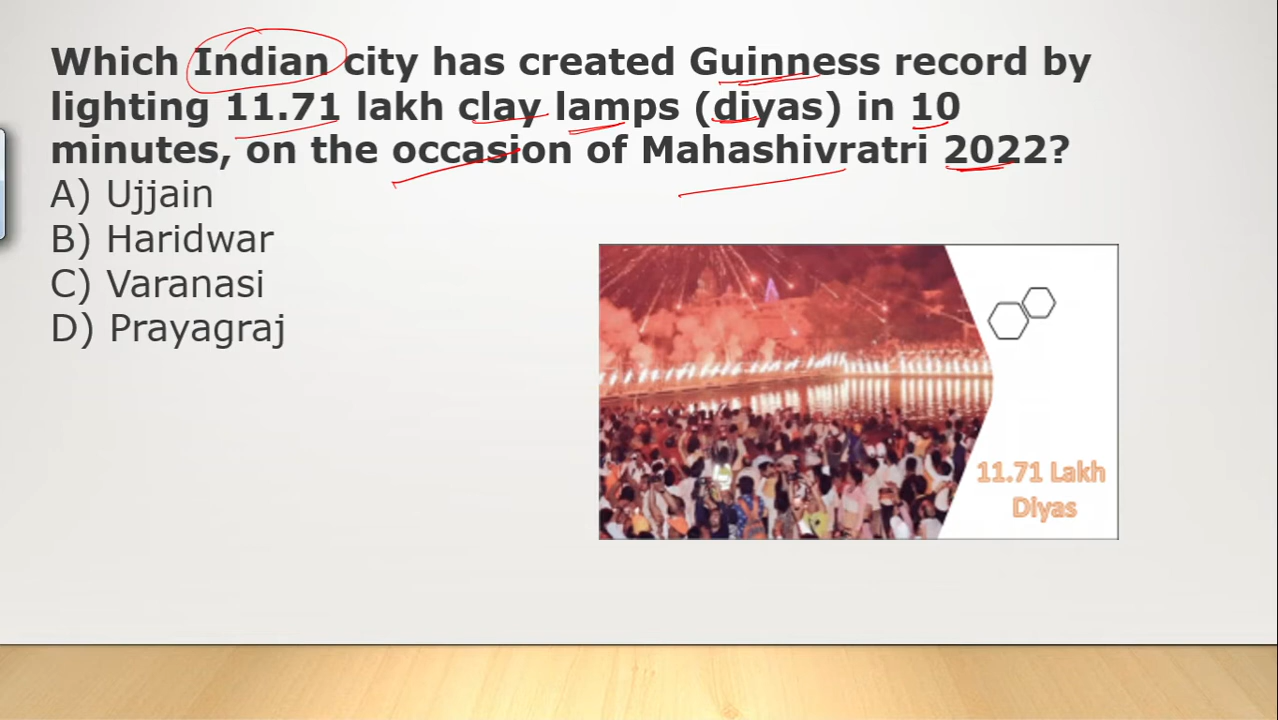 Which Indian city has created Guinness record by
lighting 11.71 lakh clay lamps (diyas) in 10
minutes, on the occasion of Mahashivratri 2022?
A) Ujjain
B) Haridwar
C) Varanasi
D) Prayagraj
11.71 Lakh
Diyas